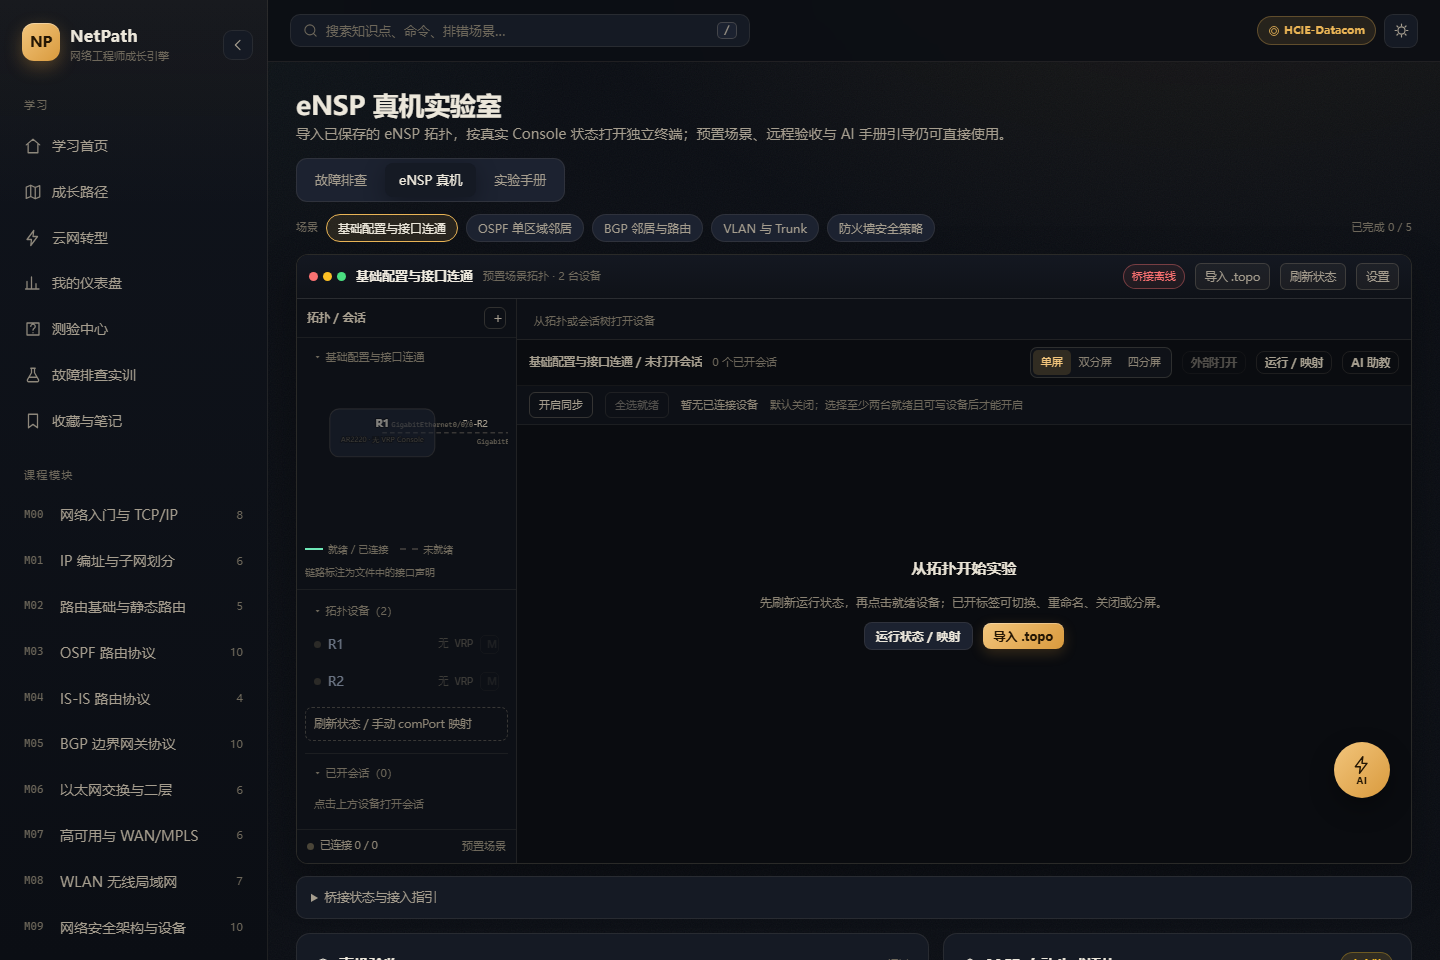 NP
NetPath
网络工程师成长引擎
搜索知识点、命令、排错场景...
/
HCIE-Datacom
学习
学习首页
成长路径
云网转型
我的仪表盘
测验中心
故障排查实训
收藏与笔记
课程模块
M00 网络入门与 TCP/IP 8
M01 IP 编址与子网划分 6
M02 路由基础与静态路由 5
M03 OSPF 路由协议 10
M04 IS-IS 路由协议 4
M05 BGP 边界网关协议 10
M06 以太网交换与二层 6
M07 高可用与 WAN/MPLS 6
M08 WLAN 无线局域网 7
M09 网络安全架构与设备 10
eNSP 真机实验室
导入已保存的 eNSP 拓扑，按真实 Console 状态打开独立终端；预置场景、远程验收与 AI 手册引导仍可直接使用。
故障排查 eNSP 真机 实验手册
场景 基础配置与接口连通 OSPF 单区域邻居 BGP 邻居与路由 VLAN 与 Trunk 防火墙安全策略 已完成 0 / 5
基础配置与接口连通 预置场景拓扑 · 2 台设备 桥接离线 导入 .topo 刷新状态 设置
拓扑 / 会话 +
从拓扑或会话树打开设备
基础配置与接口连通
基础配置与接口连通 / 未打开会话 0 个已开会话 单屏 双分屏 四分屏 外部打开 运行 / 映射 AI 助教
开启同步 全选就绪 暂无已连接设备 默认关闭；选择至少两台就绪且可写设备后才能开启
R1
R2
就绪 / 已连接 未就绪
链路标注为文件中的接口声明
拓扑设备 (2)
R1 无 VRP M
R2 无 VRP M
刷新状态 / 手动 comPort 映射
已开会话 (0)
点击上方设备打开会话
已连接 0 / 0 预置场景
从拓扑开始实验
先刷新运行状态，再点击就绪设备；已开标签可切换、重命名、关闭或分屏。
运行状态 / 映射 导入 .topo
AI
桥接状态与接入指引